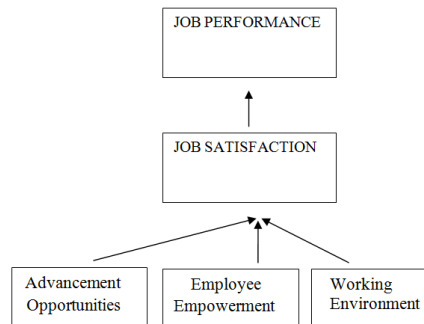 JOB PERFORMANCE
JOB SATISFACTION
Advancement
Opportunities
Employee
Empowerment
Working
Environment